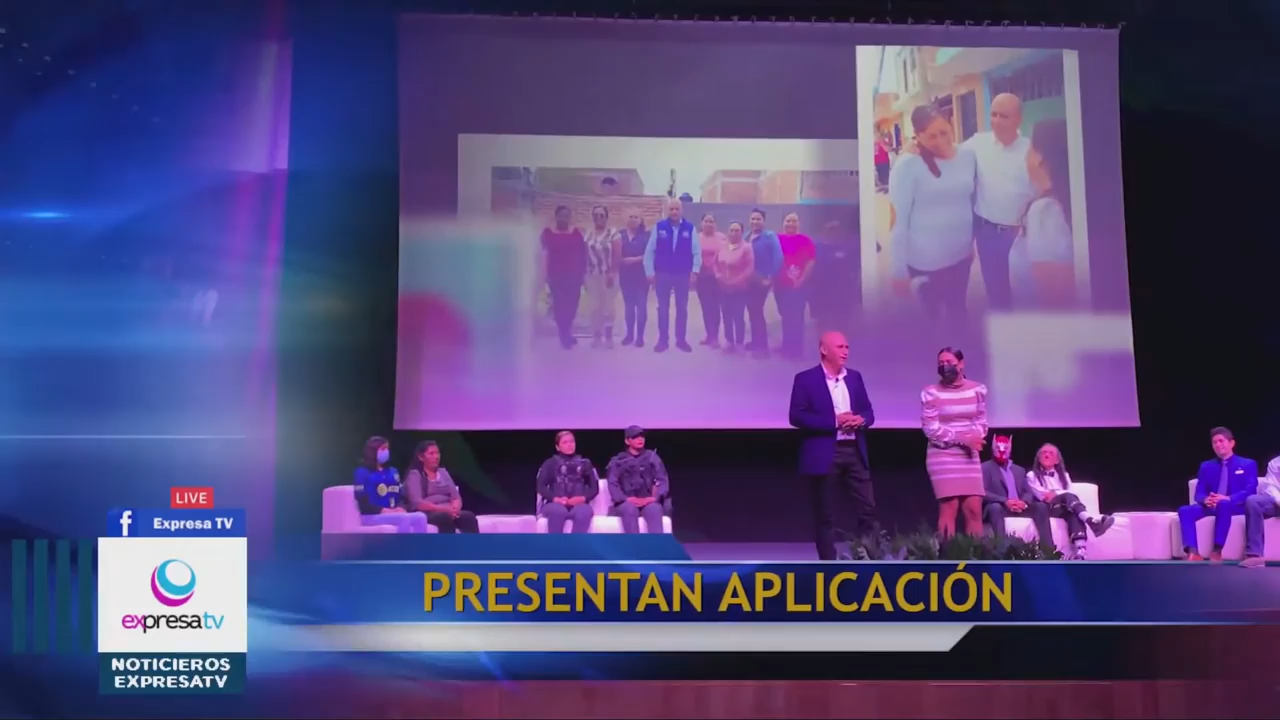 PRESENTAN APLICACIÓN
LIVE
f Expresa TV
expresatv
NOTICIEROS
EXPRESATV